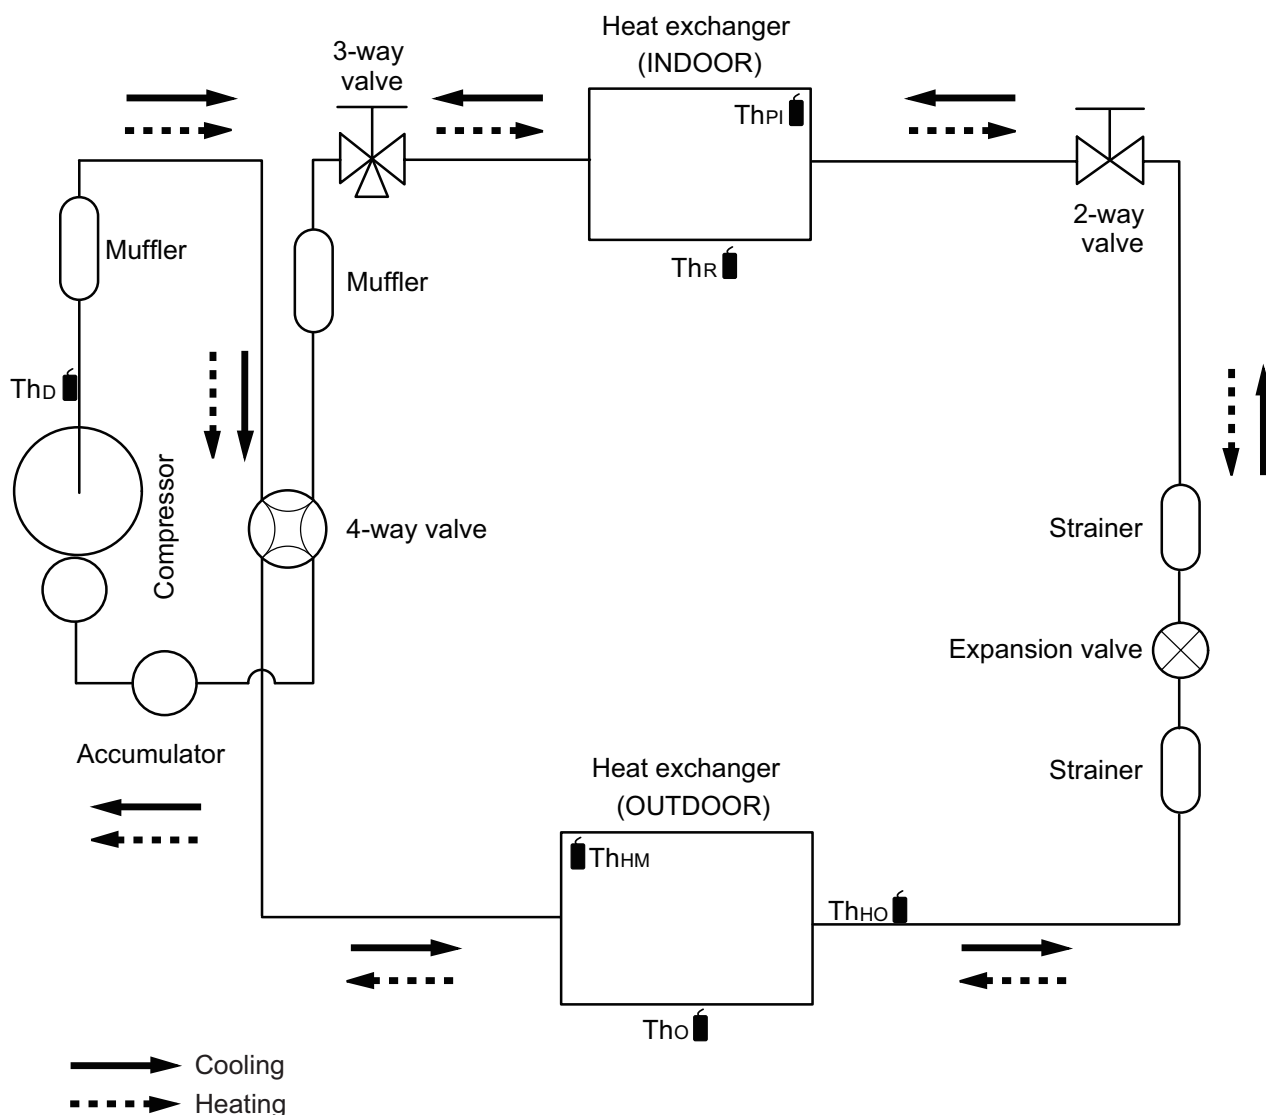 Heat exchanger
(INDOOR)
3-way
valve
ThPI
2-way
valve
Muffler
ThR
Muffler
ThD
Compressor
4-way valve
Strainer
Expansion valve
Accumulator
Heat exchanger
(OUTDOOR)
Strainer
ThHM
ThHO
ThO
Cooling
Heating